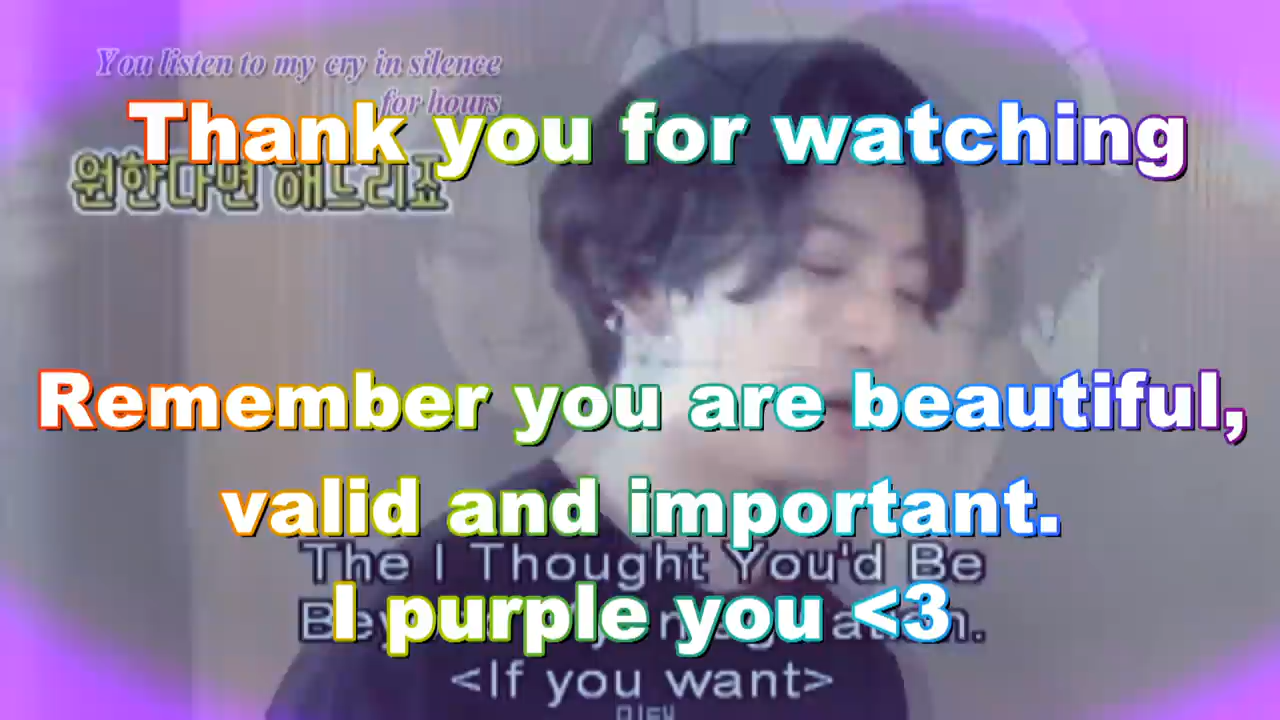 You listen to my cry in silence
for hours
Thank you for watching
원한다면 해드리죠
Remember you are beautiful,
valid and important.
The I Thought You'd Be
I purple you <3
<If you want>